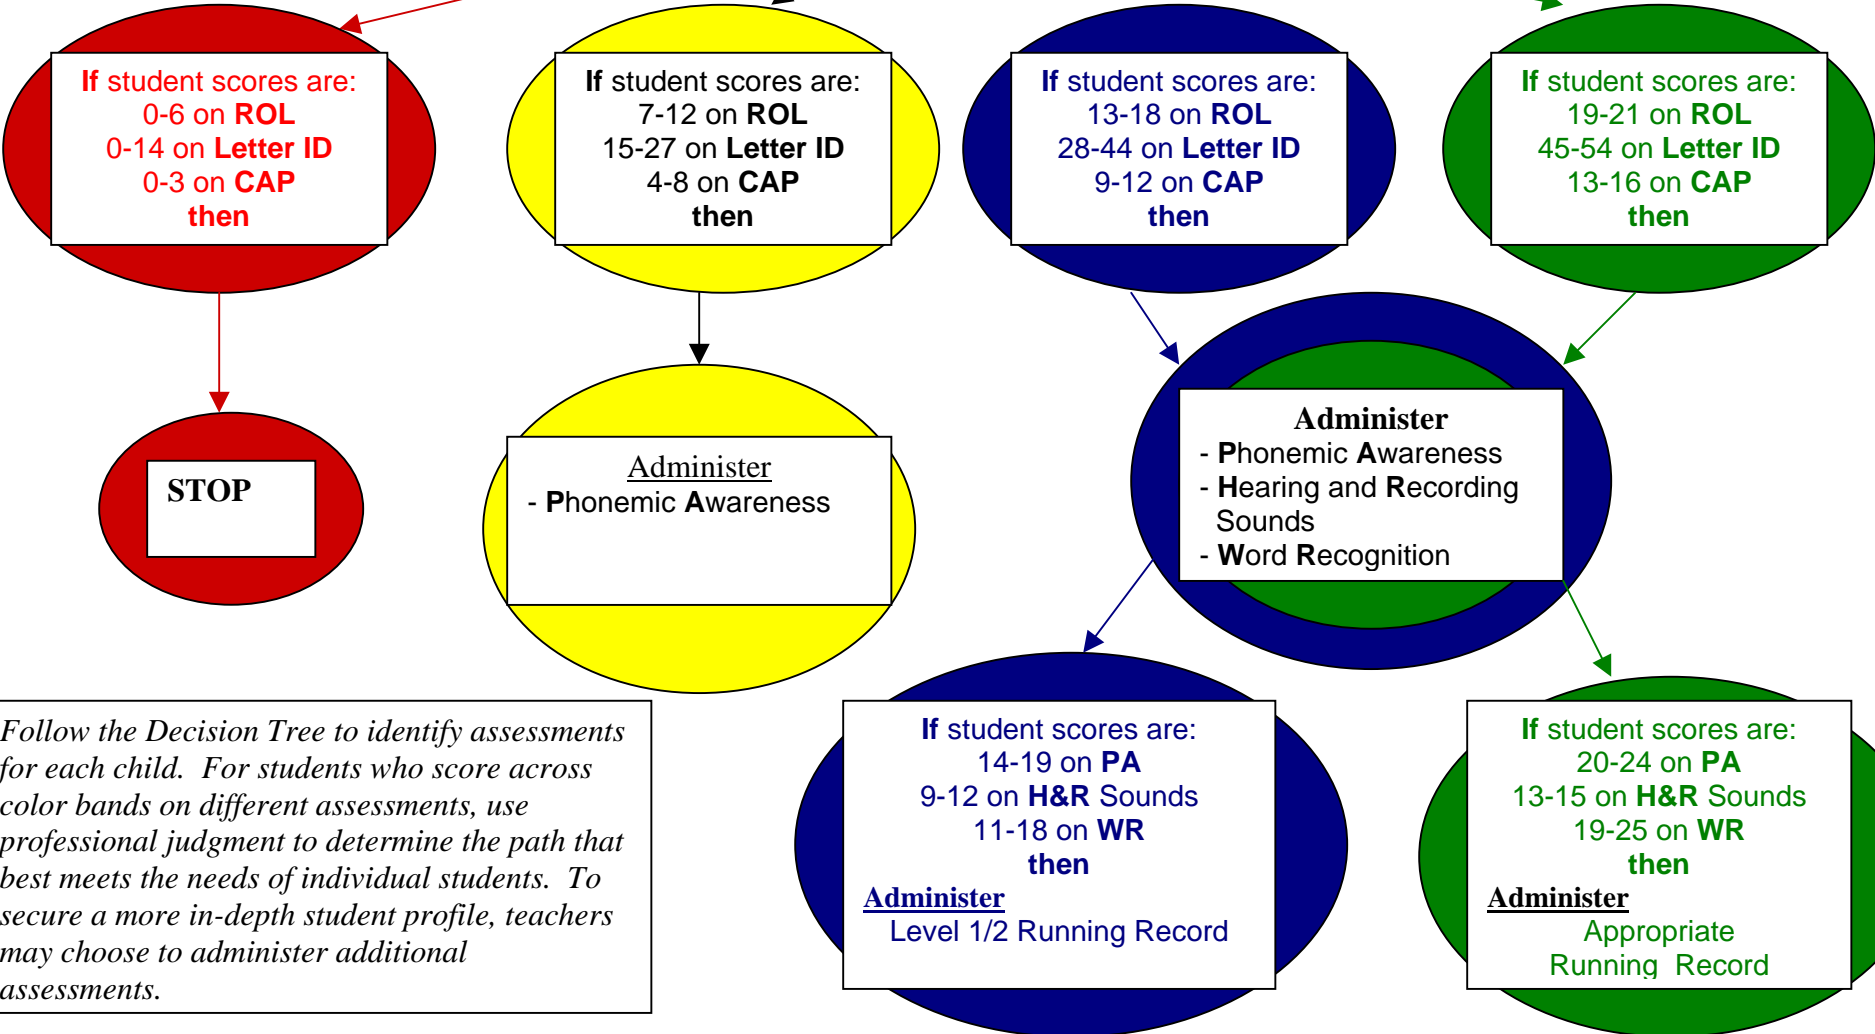 If student scores are:
0-6 on ROL
0-14 on Letter ID
0-3 on CAP
then
If student scores are:
7-12 on ROL
15-27 on Letter ID
4-8 on CAP
then
If student scores are:
13-18 on ROL
28-44 on Letter ID
9-12 on CAP
then
If student scores are:
19-21 on ROL
45-54 on Letter ID
13-16 on CAP
then
STOP
Administer
- Phonemic Awareness
Administer
- Phonemic Awareness
- Hearing and Recording
Sounds
- Word Recognition
Follow the Decision Tree to identify assessments
for each child.  For students who score across
color bands on different assessments, use
professional judgment to determine the path that
best meets the needs of individual students.  To
secure a more in-depth student profile, teachers
may choose to administer additional
assessments.
If student scores are:
14-19 on PA
9-12 on H&R Sounds
11-18 on WR
then
Administer
Level 1/2 Running Record
If student scores are:
20-24 on PA
13-15 on H&R Sounds
19-25 on WR
then
Administer
Appropriate
Running  Record